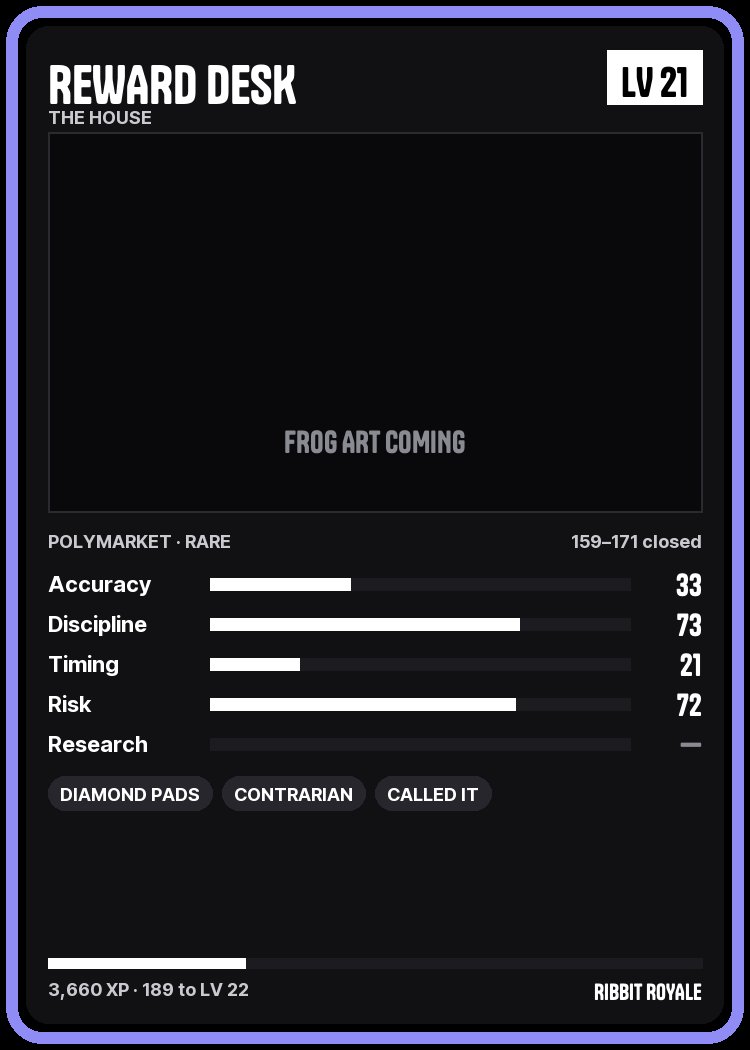 REWARD DESK
LV 21
THE HOUSE
FROG ART COMING
POLYMARKET · RARE
159–171 closed
Accuracy 33
Discipline 73
Timing 21
Risk 72
Research —
DIAMOND PADS CONTRARIAN CALLED IT
3,660 XP · 189 to LV 22
RIBBIT ROYALE